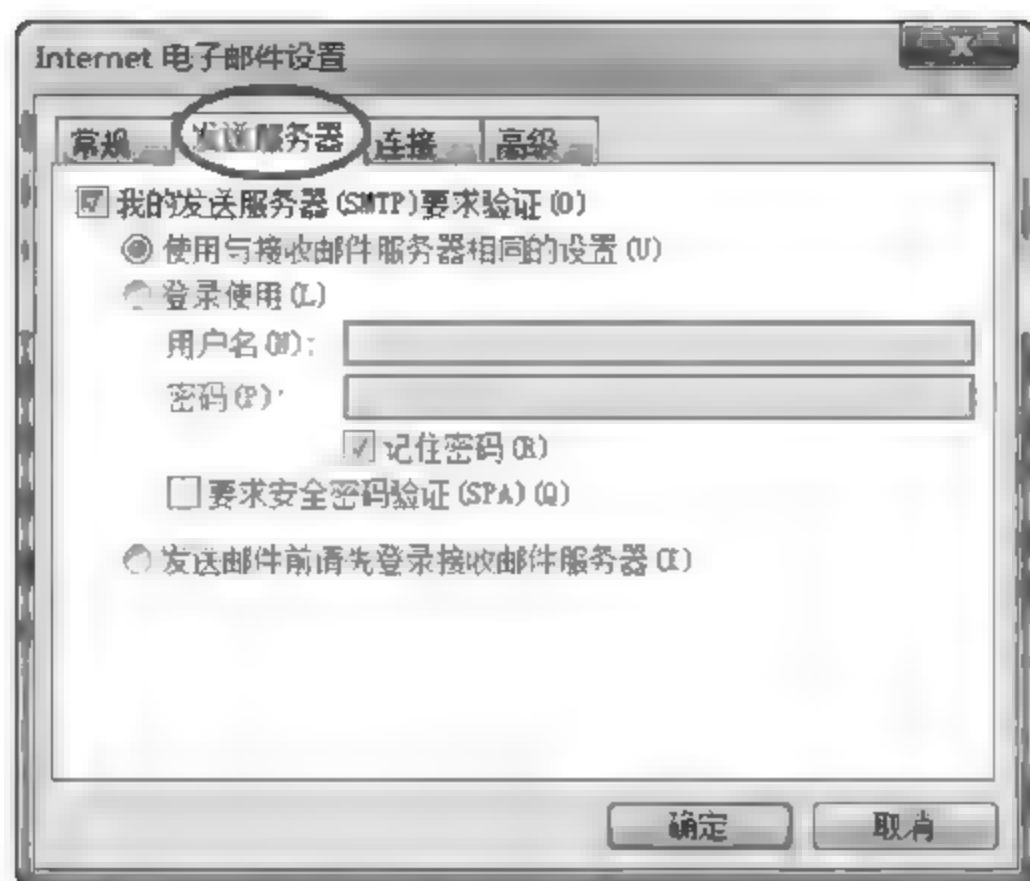 Internet 电子邮件设置
常规 发送服务器 连接 高级
我的发送服务器(SMTP)要求验证(O)
使用与接收邮件服务器相同的设置(U)
登录使用(L)
用户名(N):
密码(P):
记住密码(R)
要求安全密码验证(SPA)(Q)
发送邮件前请先登录接收邮件服务器(I)
确定 取消